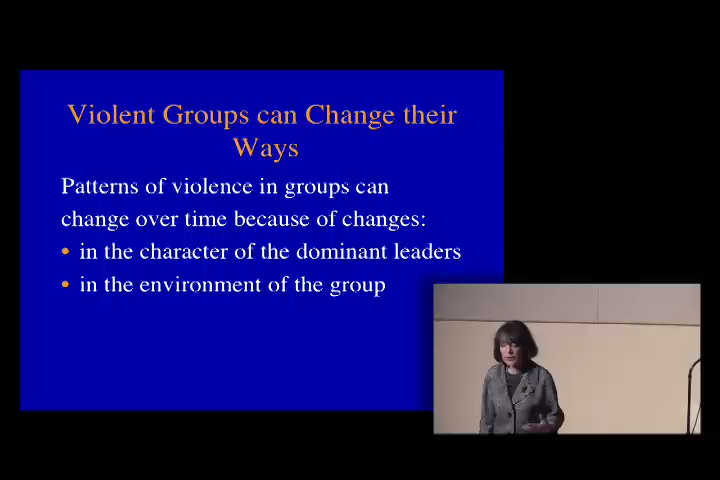 Violent Groups can Change their
Ways
Patterns of violence in groups can
change over time because of changes:
• in the character of the dominant leaders
• in the environment of the group